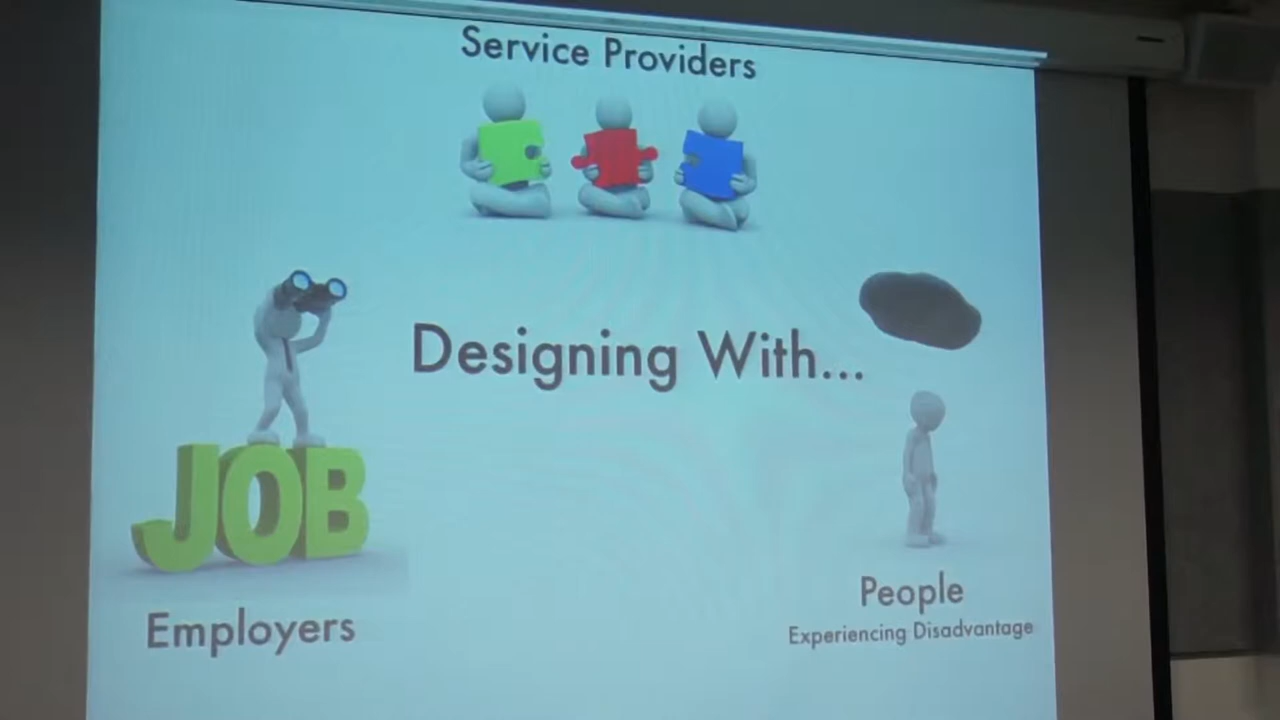 Service Providers
Designing With...
JOB
Employers
People
Experiencing Disadvantage